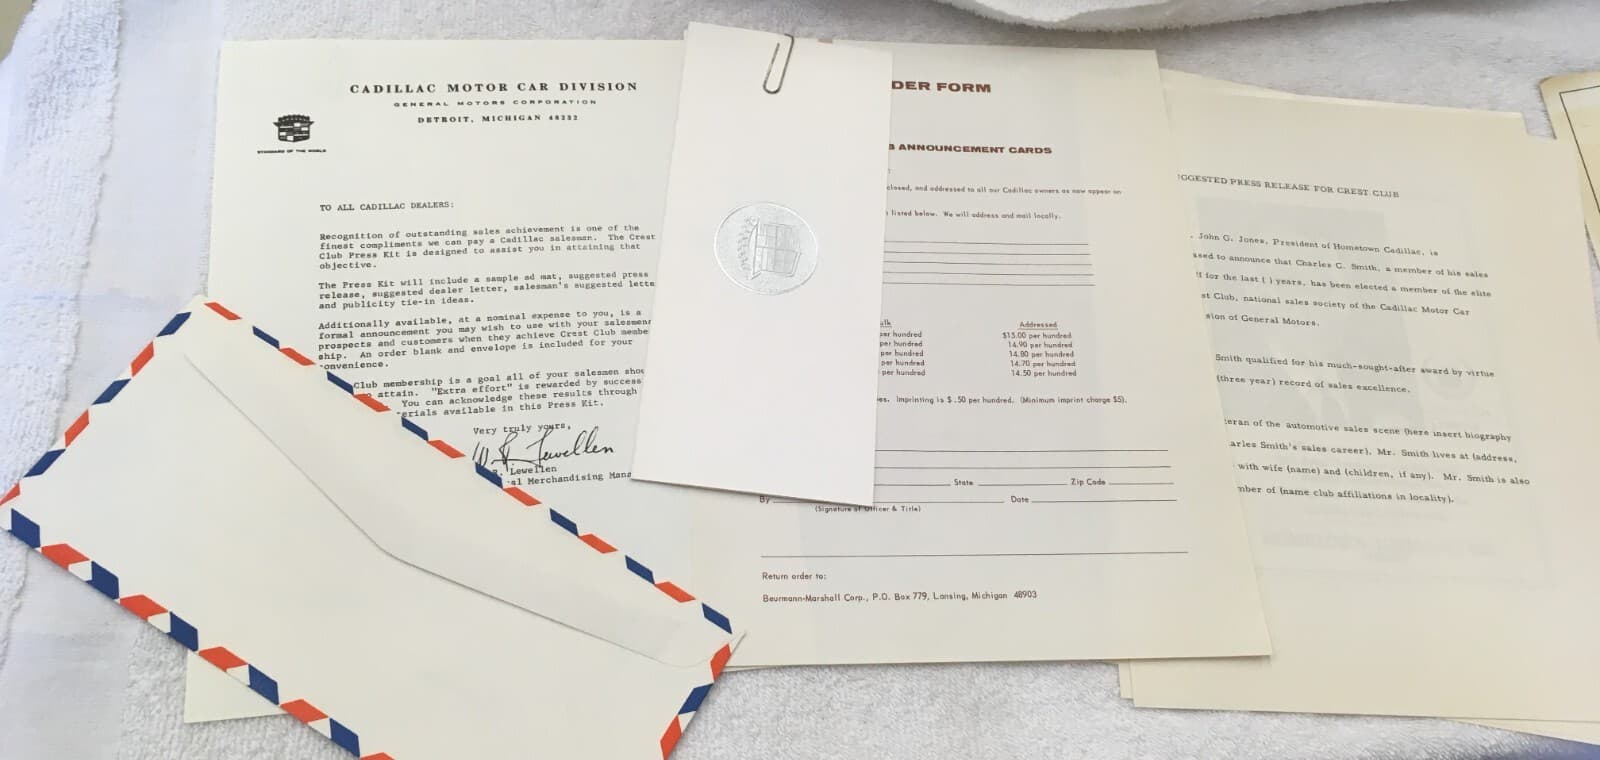 CADILLAC MOTOR CAR DIVISION
GENERAL MOTORS CORPORATION
DETROIT, MICHIGAN 48232
STANDARD OF THE WORLD
TO ALL CADILLAC DEALERS:
Recognition of outstanding sales achievement is one of the
finest compliments we can pay a Cadillac salesman. The Crest
Club Press Kit is designed to assist you in attaining that
objective.
The Press Kit will include a sample ad mat, suggested press
release, suggested dealer letter, salesman's suggested lette
and publicity tie-in ideas.
Additionally available, at a nominal expense to you, is a
formal announcement you may wish to use with your salesmen
prospects and customers when they achieve Crest Club membe
ship. An order blank and envelope is included for your
onvenience.
Club membership is a goal all of your salesmen shou
o attain. "Extra effort" is rewarded by success
You can acknowledge these results through
erials available in this Press Kit.
Very truly yours,
Lewellen
R. Lewellen
al Merchandising Mana
DER FORM
B ANNOUNCEMENT CARDS
closed, and addressed to all our Cadillac owners as now appear on
listed below. We will address and mail locally.
ulk Addressed
per hundred $15.00 per hundred
per hundred 14.90 per hundred
per hundred 14.80 per hundred
per hundred 14.70 per hundred
per hundred 14.50 per hundred
es. Imprinting is $.50 per hundred. (Minimum imprint charge $5).
State Zip Code
By Date
(Signature of Officer & Title)
Return order to:
Beurmann-Marshall Corp., P.O. Box 779, Lansing, Michigan 48903
GGESTED PRESS RELEASE FOR CREST CLUB
. John G. Jones, President of Hometown Cadillac, is
ased to announce that Charles C. Smith, a member of his sales
ff for the last ( ) years, has been elected a member of the elite
st Club, national sales society of the Cadillac Motor Car
sion of General Motors.
Smith qualified for his much-sought-after award by virtue
(three year) record of sales excellence.
teran of the automotive sales scene (here insert biography
arles Smith's sales career). Mr. Smith lives at (address,
with wife (name) and (children, if any). Mr. Smith is also
mber of (name club affiliations in locality).